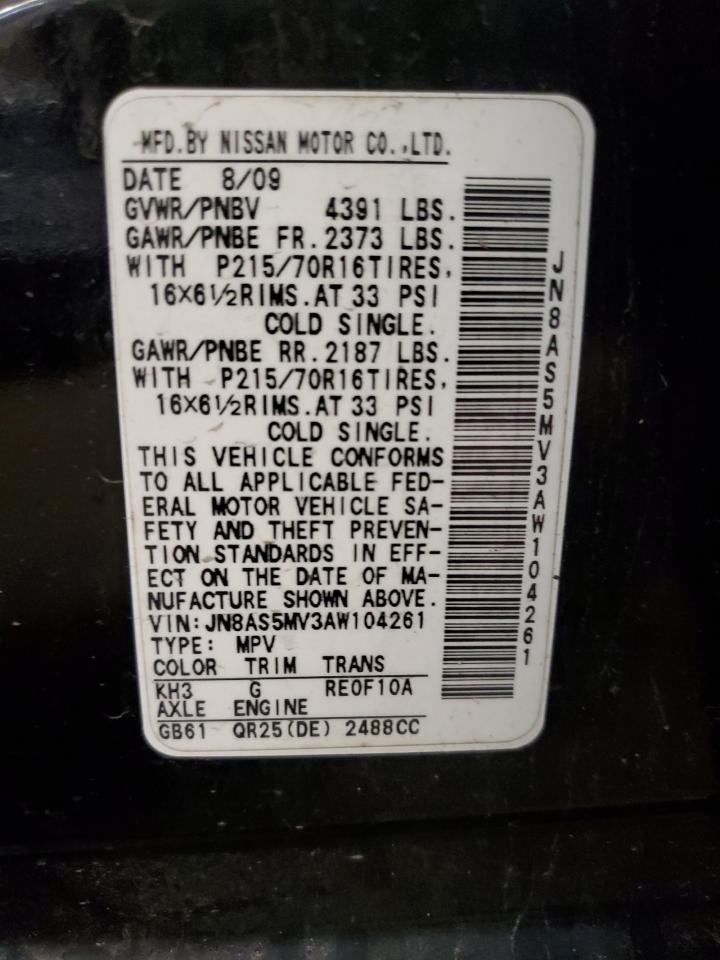 MFD.BY NISSAN MOTOR CO.,LTD.
DATE 8/09
GVWR/PNBV 4391 LBS.
GAWR/PNBE FR.2373 LBS.
WITH P215/70R16TIRES,
16X6½RIMS.AT 33 PSI
COLD SINGLE.
GAWR/PNBE RR.2187 LBS.
WITH P215/70R16TIRES,
16X6½RIMS.AT 33 PSI
COLD SINGLE.
THIS VEHICLE CONFORMS
TO ALL APPLICABLE FED-
ERAL MOTOR VEHICLE SA-
FETY AND THEFT PREVEN-
TION STANDARDS IN EFF-
ECT ON THE DATE OF MA-
NUFACTURE SHOWN ABOVE.
VIN:JN8AS5MV3AW104261
TYPE: MPV
COLOR TRIM TRANS
KH3 G RE0F10A
AXLE ENGINE
GB61 QR25(DE) 2488CC
JN8AS5MV3AW104261